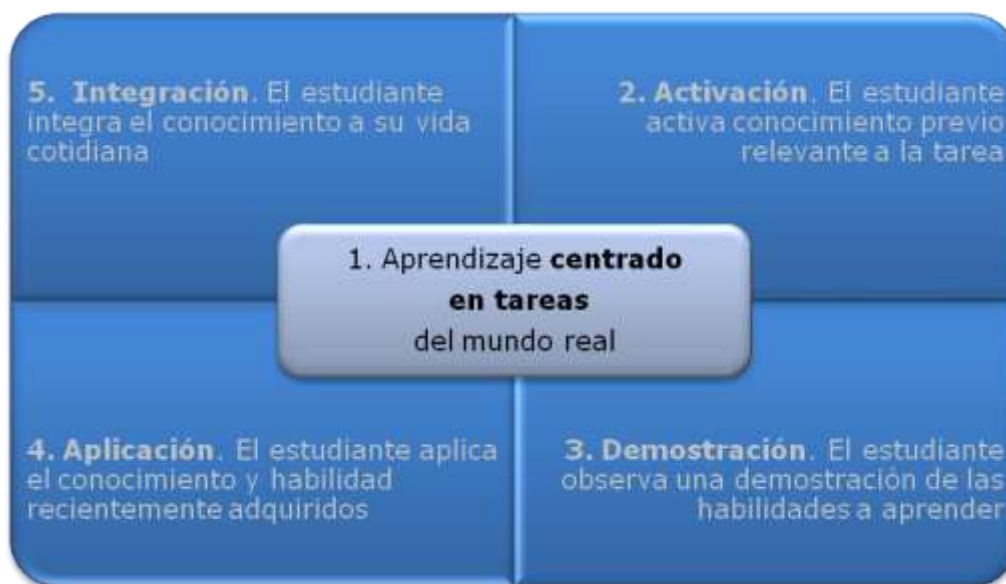 5. Integración. El estudiante
integra el conocimiento a su vida
cotidiana
2. Activación. El estudiante
activa conocimiento previo
relevante a la tarea
1. Aprendizaje centrado
en tareas
del mundo real
4. Aplicación. El estudiante aplica
el conocimiento y habilidad
recientemente adquiridos
3. Demostración. El estudiante
observa una demostración de las
habilidades a aprender